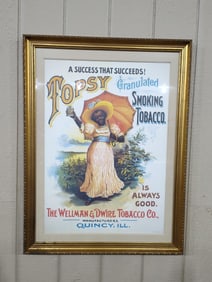 A SUCCESS THAT SUCCEEDS!
TOPSY
Granulated
SMOKING
TOBACCO.
IS
ALWAYS
GOOD.
THE WELLMAN & DWIRE TOBACCO CO.,
MANUFACTURERS
QUINCY, ILL.